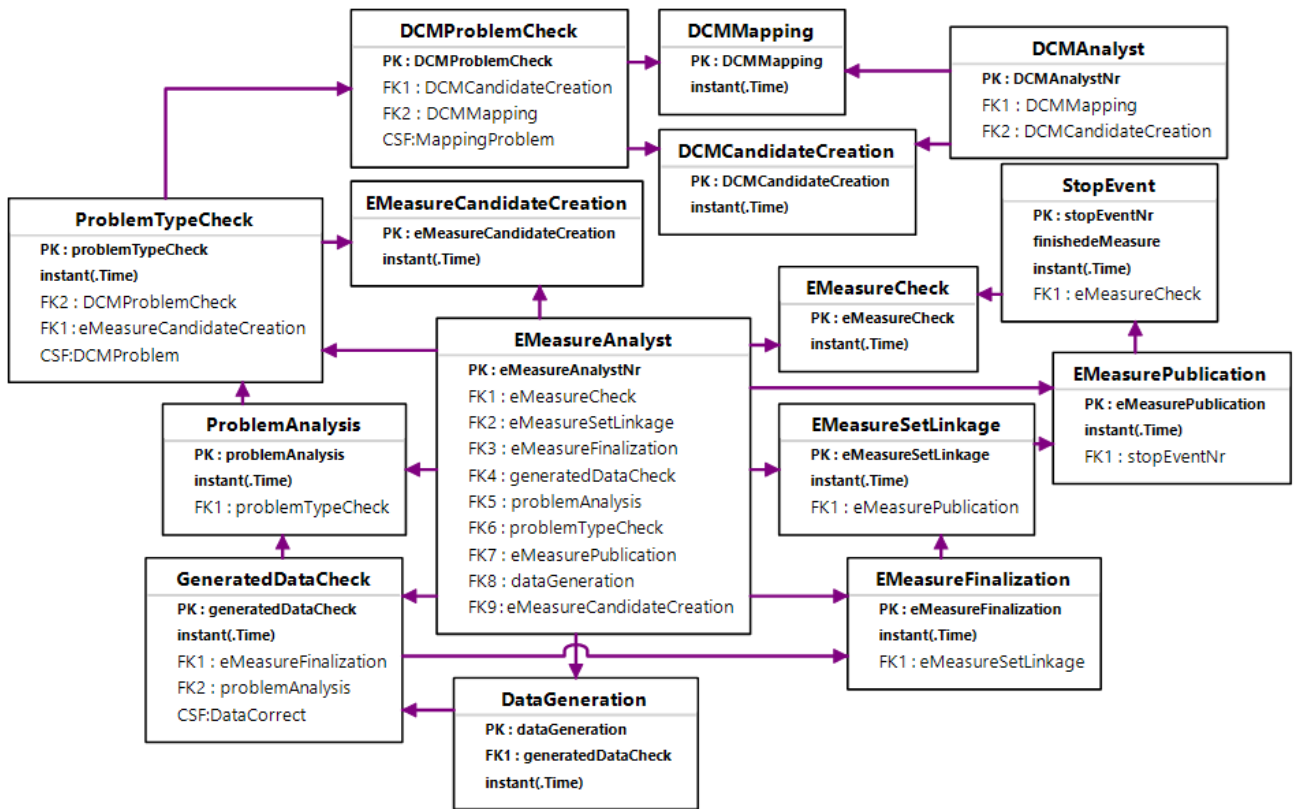 DCMProblemCheck
PK : DCMProblemCheck
FK1 : DCMCandidateCreation
FK2 : DCMMapping
CSF:MappingProblem
DCMMapping
PK : DCMMapping
instant(.Time)
DCMAnalyst
PK : DCMAnalystNr
FK1 : DCMMapping
FK2 : DCMCandidateCreation
DCMCandidateCreation
PK : DCMCandidateCreation
instant(.Time)
ProblemTypeCheck
PK : problemTypeCheck
instant(.Time)
FK2 : DCMProblemCheck
FK1 : eMeasureCandidateCreation
CSF:DCMProblem
EMeasureCandidateCreation
PK : eMeasureCandidateCreation
instant(.Time)
StopEvent
PK : stopEventNr
finishedeMeasure
instant(.Time)
FK1 : eMeasureCheck
EMeasureCheck
PK : eMeasureCheck
instant(.Time)
EMeasureAnalyst
PK : eMeasureAnalystNr
FK1 : eMeasureCheck
FK2 : eMeasureSetLinkage
FK3 : eMeasureFinalization
FK4 : generatedDataCheck
FK5 : problemAnalysis
FK6 : problemTypeCheck
FK7 : eMeasurePublication
FK8 : dataGeneration
FK9 : eMeasureCandidateCreation
EMeasurePublication
PK : eMeasurePublication
instant(.Time)
FK1 : stopEventNr
ProblemAnalysis
PK : problemAnalysis
instant(.Time)
FK1 : problemTypeCheck
EMeasureSetLinkage
PK : eMeasureSetLinkage
instant(.Time)
FK1 : eMeasurePublication
GeneratedDataCheck
PK : generatedDataCheck
instant(.Time)
FK1 : eMeasureFinalization
FK2 : problemAnalysis
CSF:DataCorrect
EMeasureFinalization
PK : eMeasureFinalization
instant(.Time)
FK1 : eMeasureSetLinkage
DataGeneration
PK : dataGeneration
FK1 : generatedDataCheck
instant(.Time)